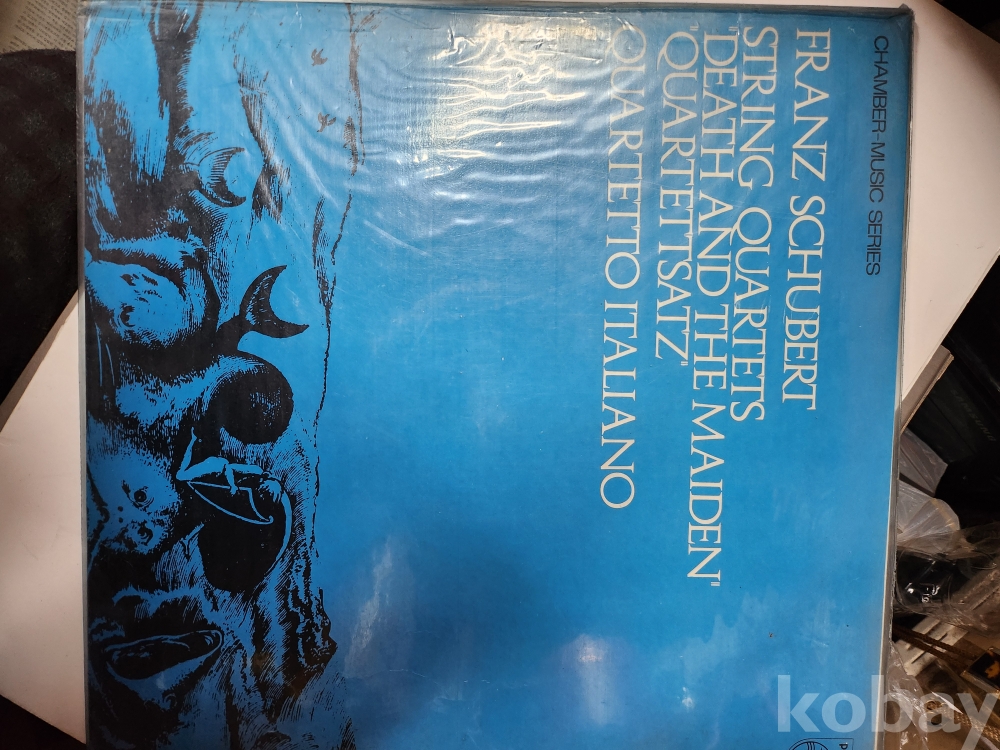 CHAMBER-MUSIC SERIES
FRANZ SCHUBERT
STRING QUARTETS
"DEATH AND THE MAIDEN"
"QUARTETTSATZ"
QUARTETTO ITALIANO
kobay